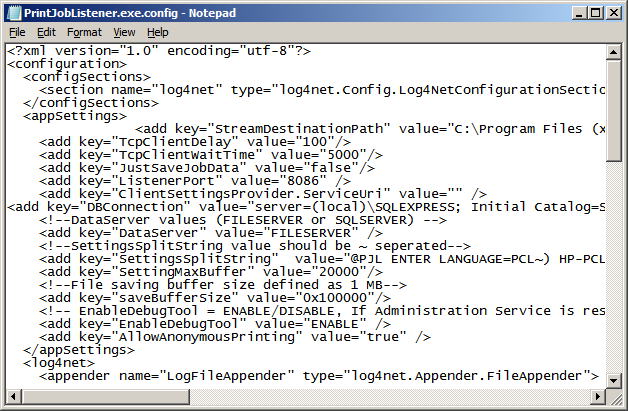 PrintJobListener.exe.config - Notepad
File Edit Format View Help
<?xml version="1.0" encoding="utf-8"?>
<configuration>
  <configSections>
    <section name="log4net" type="log4net.Config.Log4NetConfigurationSectio
  </configSections>
  <appSettings>
                <add key="StreamDestinationPath" value="C:\Program Files (x
    <add key="TcpClientDelay" value="100"/>
    <add key="TcpClientWaitTime" value="5000"/>
    <add key="JustSaveJobData" value="false"/>
    <add key="ListenerPort" value="8086" />
    <add key="ClientSettingsProvider.ServiceUri" value="" />
<add key="DBConnection" value="server=(local)\SQLEXPRESS; Initial Catalog=S
    <!--DataServer values (FILESERVER or SQLSERVER) -->
    <add key="DataServer" value="FILESERVER" />
    <!--SettingsSplitString value should be ~ seperated-->
    <add key="SettingsSplitString"  value="@PJL ENTER LANGUAGE=PCL~) HP-PCL
    <add key="SettingMaxBuffer" value="20000"/>
    <!--File saving buffer size defined as 1 MB-->
    <add key="saveBufferSize" value="0x100000"/>
    <!-- EnableDebugTool = ENABLE/DISABLE, If Administration Service is res
    <add key="EnableDebugTool" value="ENABLE" />
    <add key="AllowAnonymousPrinting" value="true" />
  </appSettings>
  <log4net>
    <appender name="LogFileAppender" type="log4net.Appender.FileAppender">